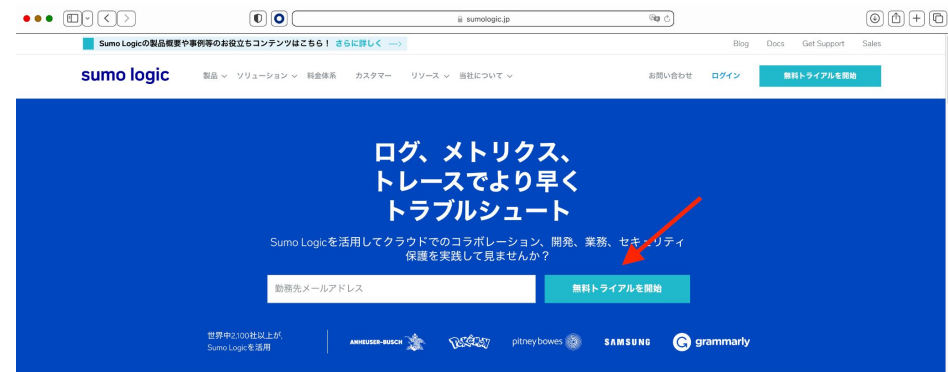 sumologic.jp
Sumo Logicの製品概要や事例等のお役立ちコンテンツはこちら！ さらに詳しく
Blog Docs Get Support Sales
sumo logic 製品 ソリューション 料金体系 カスタマー リソース 当社について お問い合わせ ログイン 無料トライアルを開始
ログ、メトリクス、
トレースでより早く
トラブルシュート
Sumo Logicを活用してクラウドでのコラボレーション、開発、業務、セキュリティ
保護を実践して見ませんか？
勤務先メールアドレス 無料トライアルを開始
世界中2,100社以上が、
Sumo Logicを活用
ANHEUSER-BUSCH Pokémon pitney bowes SAMSUNG grammarly